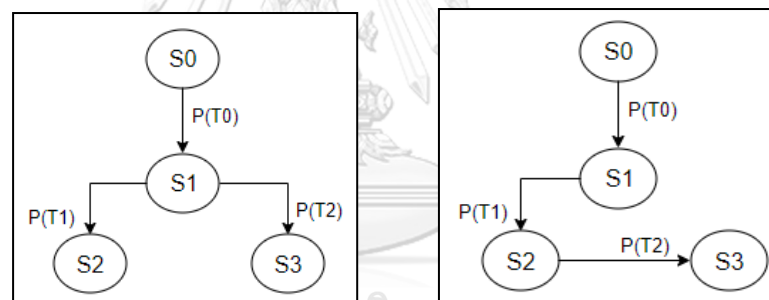 S0
P(T0)
S1
P(T1)
P(T2)
S2
S3
S0
P(T0)
S1
P(T1)
S2
P(T2)
S3